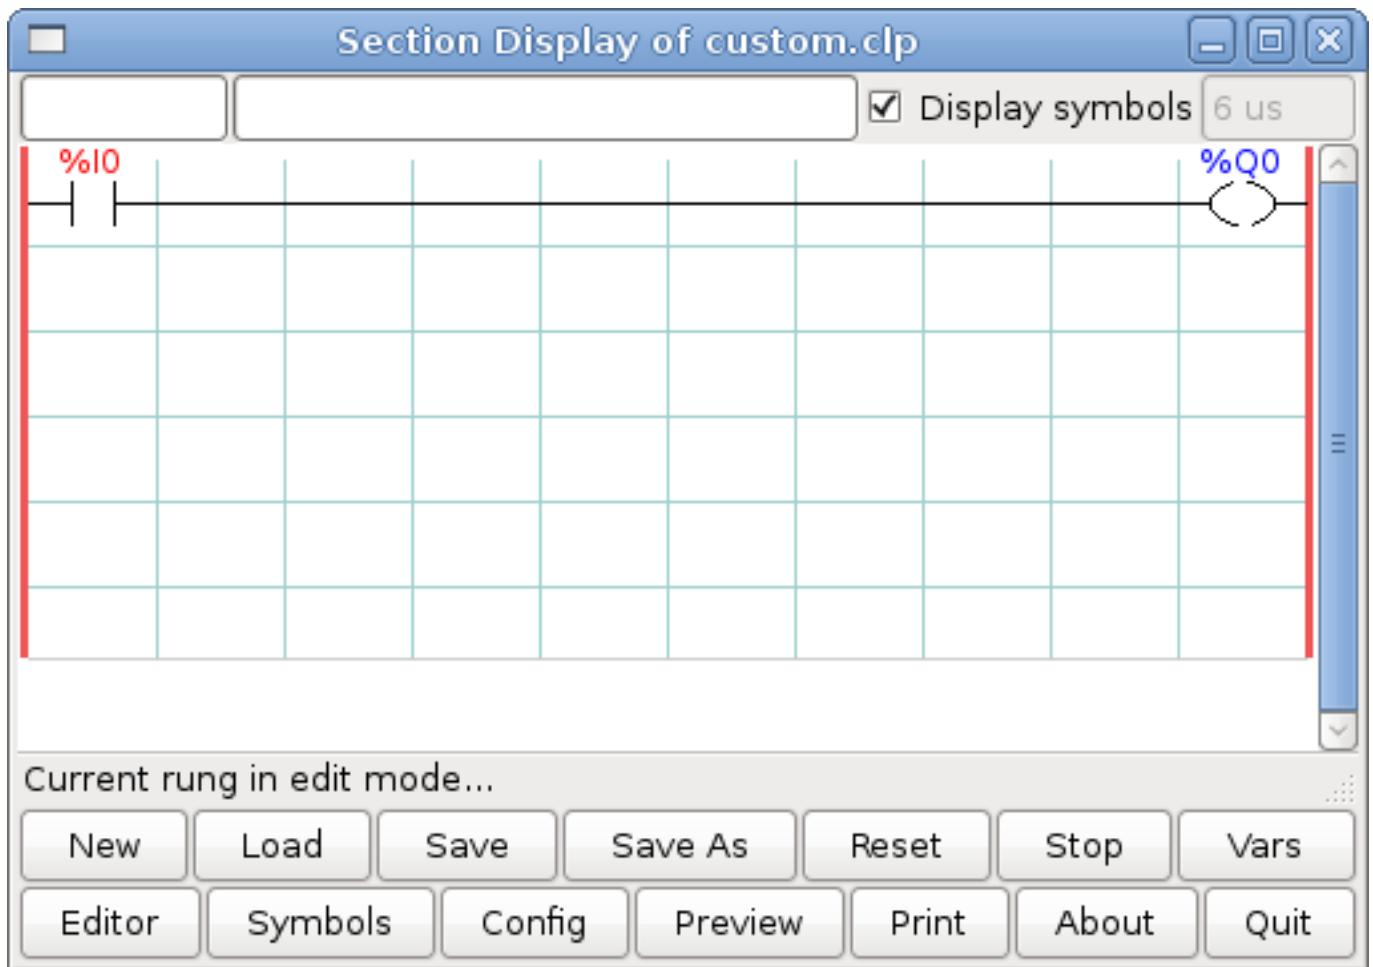 Section Display of custom.clp
Display symbols 6 us
%I0 %Q0
Current rung in edit mode...
New Load Save Save As Reset Stop Vars
Editor Symbols Config Preview Print About Quit